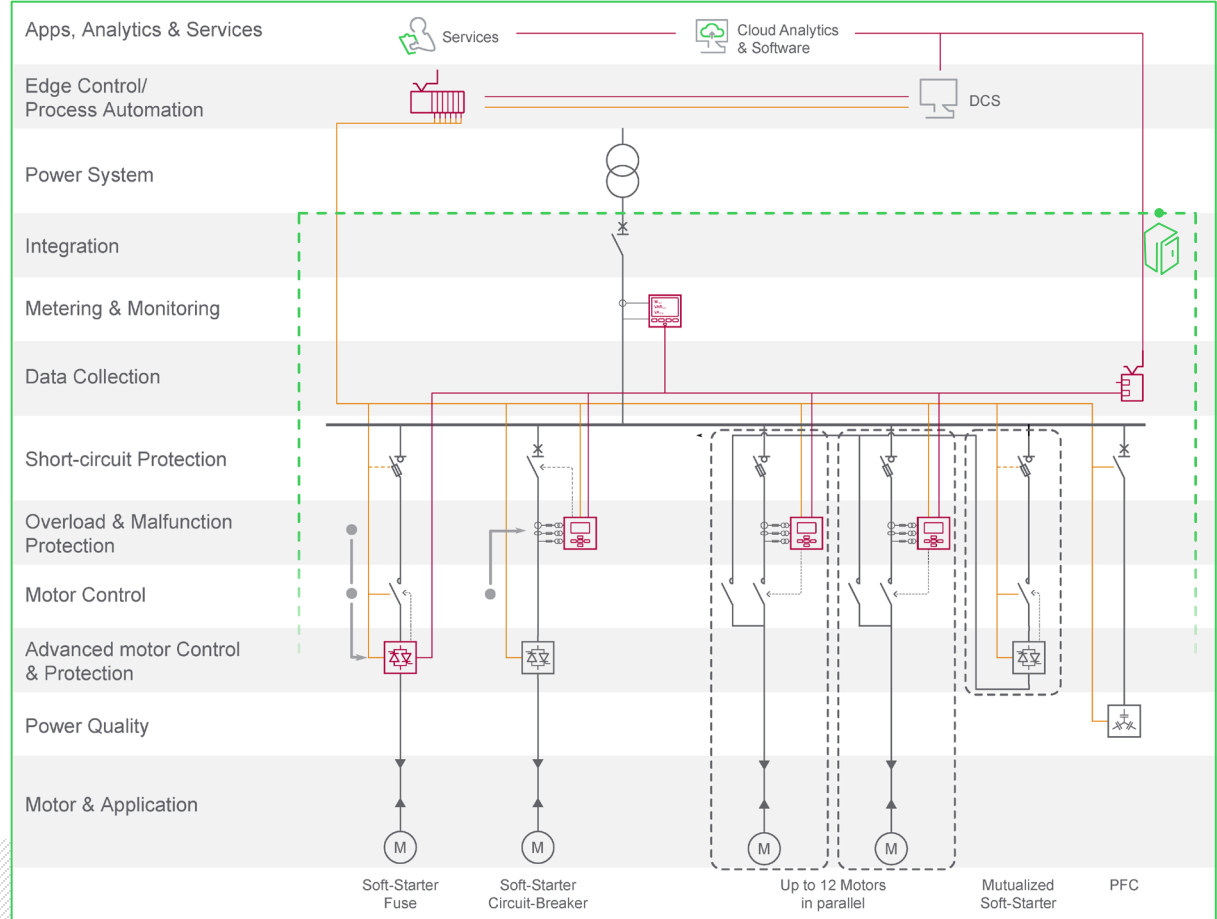 Apps, Analytics & Services
Services
Cloud Analytics
& Software
Edge Control/
Process Automation
DCS
Power System
Integration
Metering & Monitoring
Data Collection
Short-circuit Protection
Overload & Malfunction
Protection
Motor Control
Advanced motor Control
& Protection
Power Quality
Motor & Application
M
M
M
M
Soft-Starter
Fuse
Soft-Starter
Circuit-Breaker
Up to 12 Motors
in parallel
Mutualized
Soft-Starter
PFC